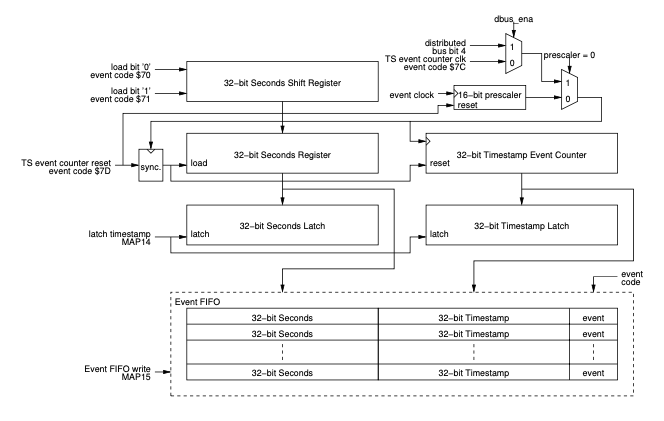 dbus_ena
distributed
bus bit 4
TS event counter clk
event code $7C
1
0
prescaler = 0
1
0
load bit '0'
event code $70
load bit '1'
event code $71
32-bit Seconds Shift Register
event clock
16-bit prescaler
reset
TS event counter reset
event code $7D
sync.
load
32-bit Seconds Register
reset
32-bit Timestamp Event Counter
latch timestamp
MAP14
latch
32-bit Seconds Latch
latch
32-bit Timestamp Latch
event
code
Event FIFO
32-bit Seconds 32-bit Timestamp event
32-bit Seconds 32-bit Timestamp event
Event FIFO write
MAP15
32-bit Seconds 32-bit Timestamp event